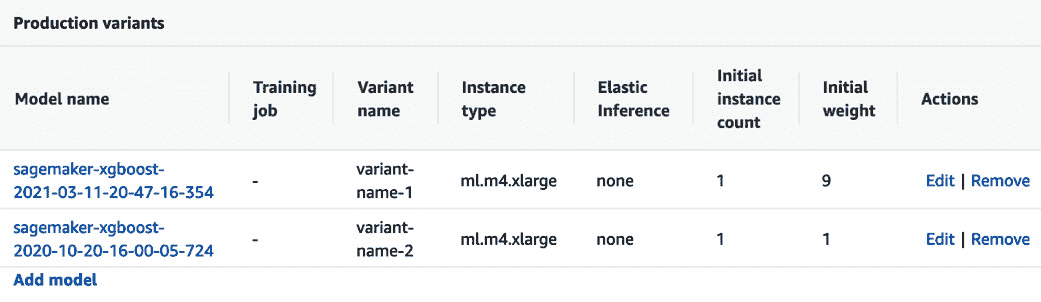 Production variants
Model name
Training
job
Variant
name
Instance
type
Elastic
Inference
Initial
instance
count
Initial
weight
Actions
sagemaker-xgboost-
2021-03-11-20-47-16-354
-
variant-
name-1
ml.m4.xlarge
none
1
9
Edit | Remove
sagemaker-xgboost-
2020-10-20-16-00-05-724
-
variant-
name-2
ml.m4.xlarge
none
1
1
Edit | Remove
Add model